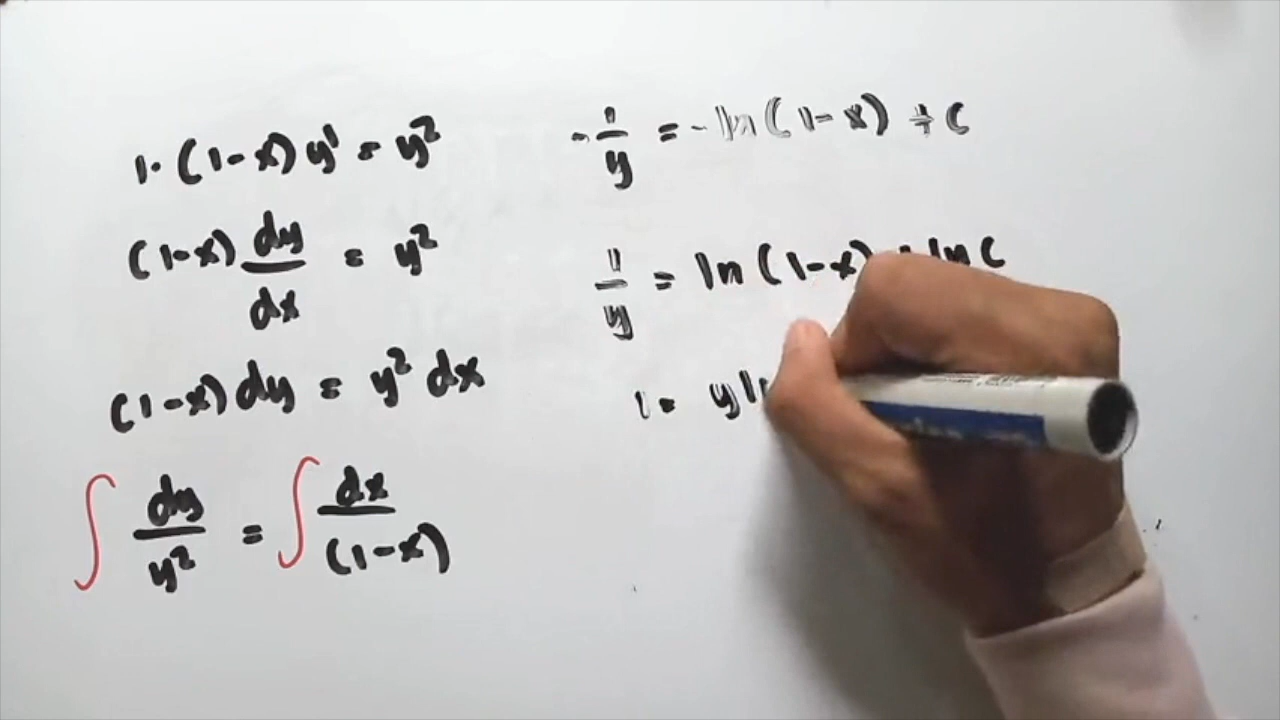 1. (1-x) y' = y²
(1-x) dy/dx = y²
(1-x) dy = y² dx
∫ dy/y² = ∫ dx/(1-x)
-1/y = -ln(1-x) + C
1/y = ln(1-x) + ln C
1 = y